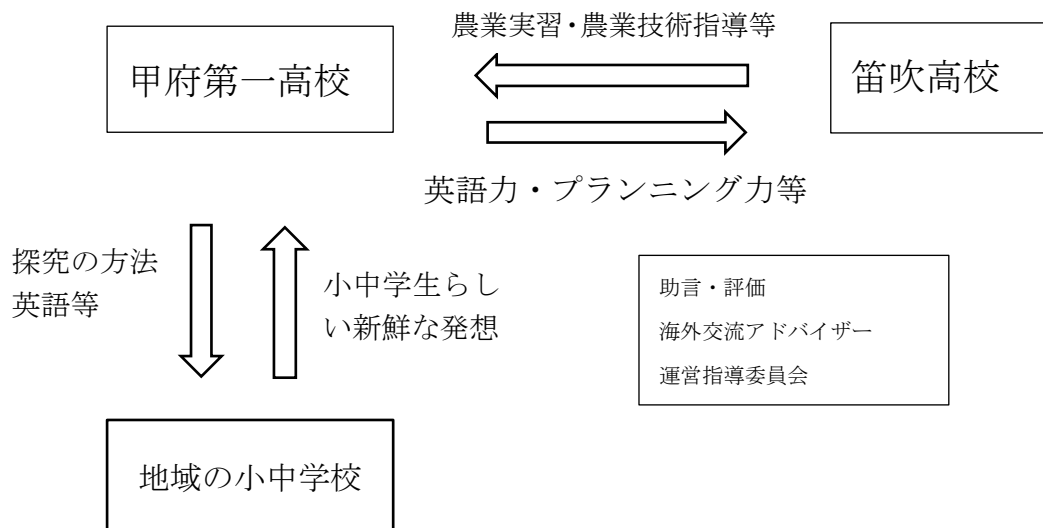 農業実習・農業技術指導等
甲府第一高校
笛吹高校
英語力・プランニング力等
探究の方法
英語等
小中学生らし
い新鮮な発想
助言・評価
海外交流アドバイザー
運営指導委員会
地域の小中学校